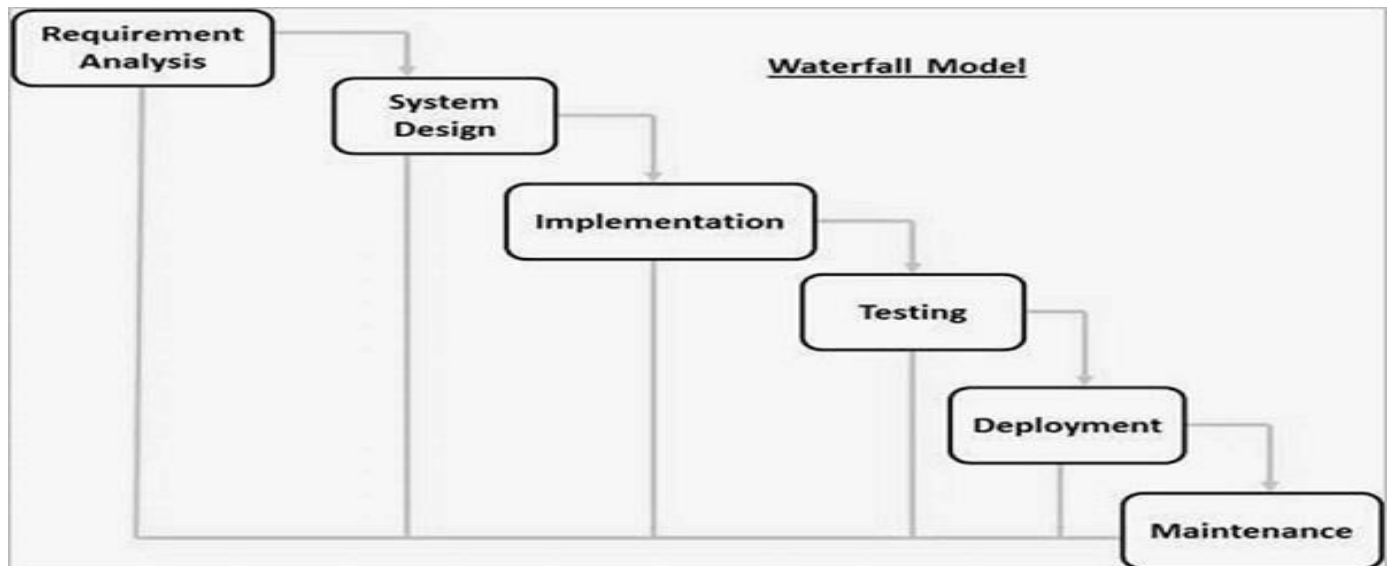 Requirement
Analysis
Waterfall Model
System
Design
Implementation
Testing
Deployment
Maintenance